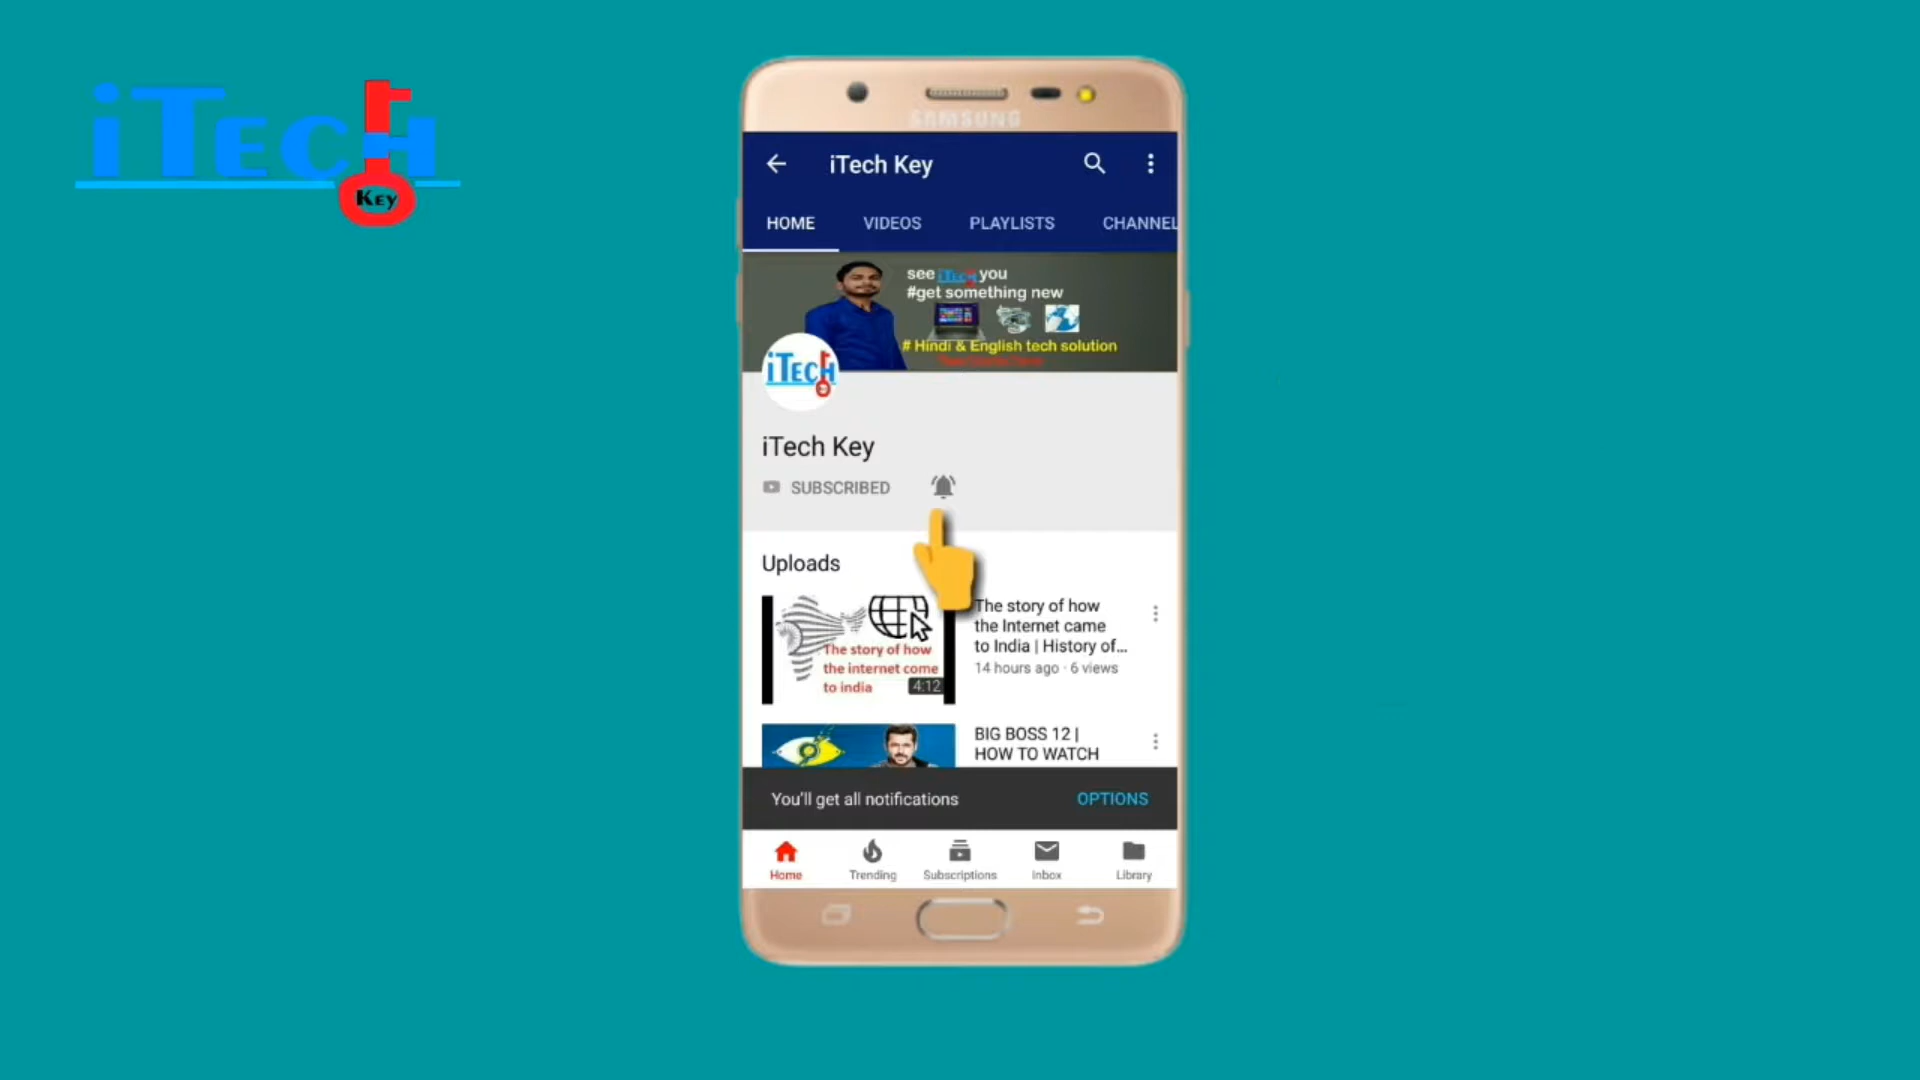 iTECH
KEY
SAMSUNG
iTech Key
HOME VIDEOS PLAYLISTS CHANNEL
see iTech you
#get something new
# Hindi & English tech solution
iTECH
iTech Key
SUBSCRIBED
Uploads
The story of how
the internet come
to india
4:12
The story of how
the Internet came
to India | History of...
14 hours ago · 6 views
BIG BOSS 12 |
HOW TO WATCH
You'll get all notifications OPTIONS
Home Trending Subscriptions Inbox Library